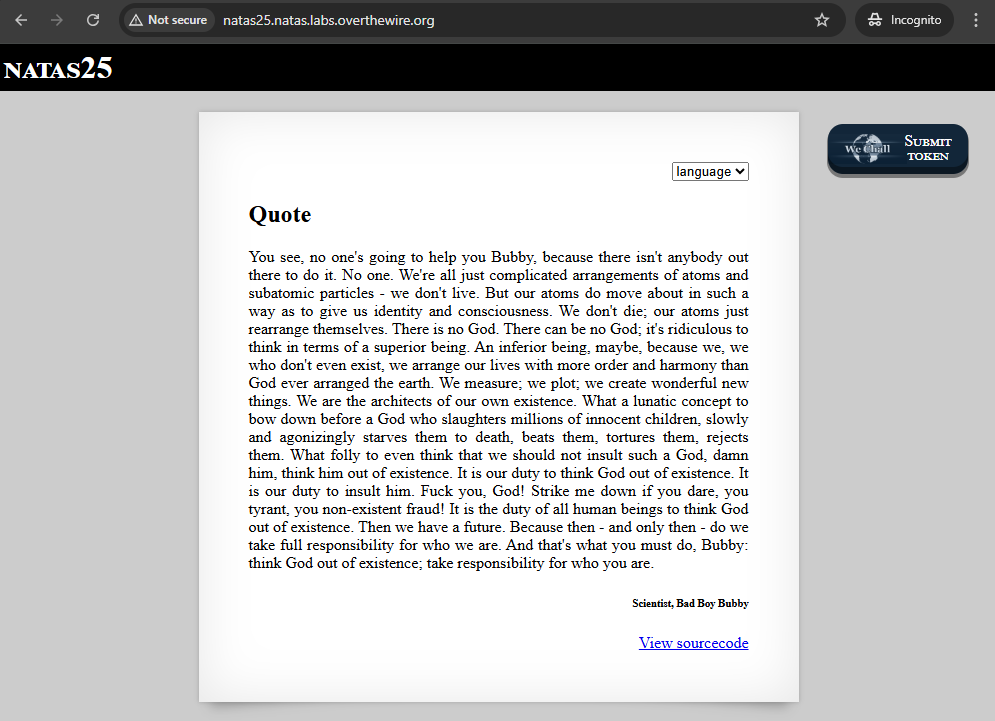 Not secure natas25.natas.labs.overthewire.org Incognito
NATAS25
We Chall
SUBMIT
TOKEN
language
Quote
You see, no one's going to help you Bubby, because there isn't anybody out
there to do it. No one. We're all just complicated arrangements of atoms and
subatomic particles - we don't live. But our atoms do move about in such a
way as to give us identity and consciousness. We don't die; our atoms just
rearrange themselves. There is no God. There can be no God; it's ridiculous to
think in terms of a superior being. An inferior being, maybe, because we, we
who don't even exist, we arrange our lives with more order and harmony than
God ever arranged the earth. We measure; we plot; we create wonderful new
things. We are the architects of our own existence. What a lunatic concept to
bow down before a God who slaughters millions of innocent children, slowly
and agonizingly starves them to death, beats them, tortures them, rejects
them. What folly to even think that we should not insult such a God, damn
him, think him out of existence. It is our duty to think God out of existence. It
is our duty to insult him. Fuck you, God! Strike me down if you dare, you
tyrant, you non-existent fraud! It is the duty of all human beings to think God
out of existence. Then we have a future. Because then - and only then - do we
take full responsibility for who we are. And that's what you must do, Bubby:
think God out of existence; take responsibility for who you are.
Scientist, Bad Boy Bubby
View sourcecode